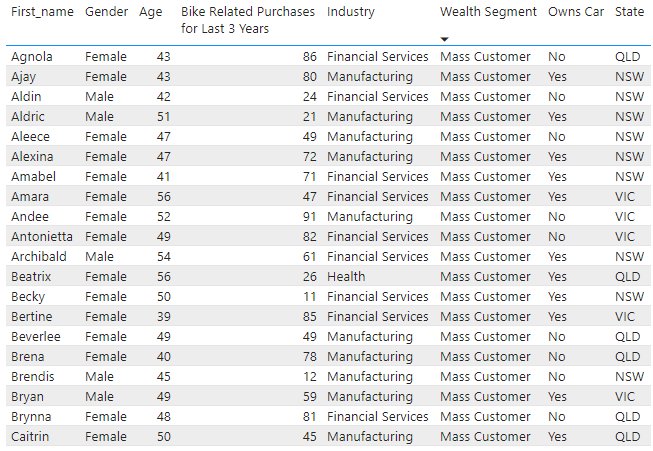 First_name Gender Age Bike Related Purchases Industry Wealth Segment Owns Car State
for Last 3 Years
Agnola Female 43 86 Financial Services Mass Customer No QLD
Ajay Female 43 80 Manufacturing Mass Customer Yes NSW
Aldin Male 42 24 Financial Services Mass Customer No NSW
Aldric Male 51 21 Manufacturing Mass Customer Yes NSW
Aleece Female 47 49 Manufacturing Mass Customer No NSW
Alexina Female 47 72 Manufacturing Mass Customer Yes NSW
Amabel Female 41 71 Financial Services Mass Customer Yes NSW
Amara Female 56 47 Financial Services Mass Customer Yes VIC
Andee Female 52 91 Manufacturing Mass Customer No VIC
Antonietta Female 49 82 Financial Services Mass Customer No VIC
Archibald Male 54 61 Financial Services Mass Customer Yes NSW
Beatrix Female 56 26 Health Mass Customer Yes QLD
Becky Female 50 11 Financial Services Mass Customer Yes NSW
Bertine Female 39 85 Financial Services Mass Customer Yes VIC
Beverlee Female 49 49 Manufacturing Mass Customer No QLD
Brena Female 40 78 Manufacturing Mass Customer No QLD
Brendis Male 45 12 Manufacturing Mass Customer No NSW
Bryan Male 49 59 Manufacturing Mass Customer Yes VIC
Brynna Female 48 81 Financial Services Mass Customer No QLD
Caitrin Female 50 45 Manufacturing Mass Customer Yes QLD